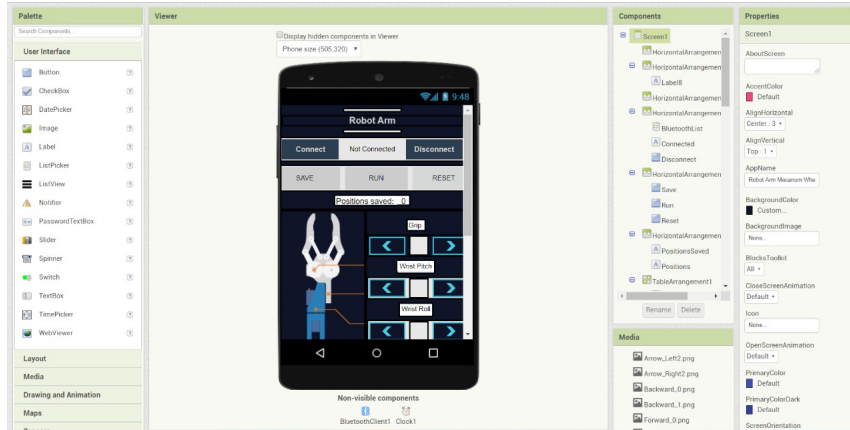 Palette
Search Components...
User Interface
Button
CheckBox
DatePicker
Image
Label
ListPicker
ListView
Notifier
PasswordTextBox
Slider
Spinner
Switch
TextBox
TimePicker
WebViewer
Layout
Media
Drawing and Animation
Maps
Viewer
Display hidden components in Viewer
Phone size (505,320)
9:48
Robot Arm
Connect
Not Connected
Disconnect
SAVE
RUN
RESET
Positions saved: _0
Grip
Wrist Pitch
Wrist Roll
Non-visible components
BluetoothClient1
Clock1
Components
Screen1
HorizontalArrangemen
HorizontalArrangemen
Label8
HorizontalArrangemen
HorizontalArrangemen
BluetoothList
Connected
Disconnect
HorizontalArrangemen
Save
Run
Reset
HorizontalArrangemen
PositionsSaved
Positions
TableArrangement1
Rename
Delete
Media
Arrow_Left2.png
Arrow_Right2.png
Backward_0.png
Backward_1.png
Forward_0.png
Properties
Screen1
AboutScreen
AccentColor
Default
AlignHorizontal
Center : 3
AlignVertical
Top : 1
AppName
Robot Arm Mecanum Whe
BackgroundColor
Custom...
BackgroundImage
None...
BlocksToolkit
All
CloseScreenAnimation
Default
Icon
None...
OpenScreenAnimation
Default
PrimaryColor
Default
PrimaryColorDark
Default
ScreenOrientation